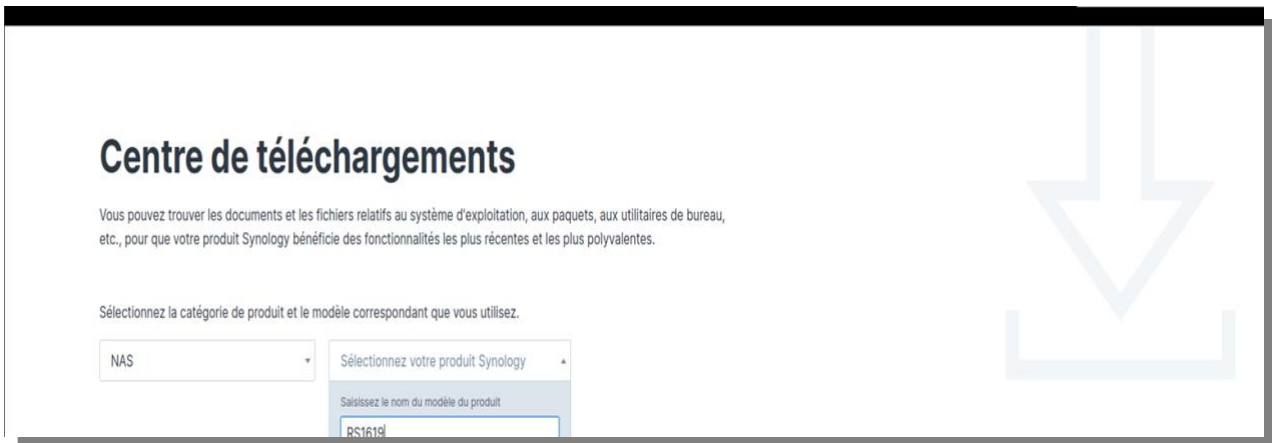 Centre de téléchargements
Vous pouvez trouver les documents et les fichiers relatifs au système d'exploitation, aux paquets, aux utilitaires de bureau,
etc., pour que votre produit Synology bénéficie des fonctionnalités les plus récentes et les plus polyvalentes.
Sélectionnez la catégorie de produit et le modèle correspondant que vous utilisez.
NAS Sélectionnez votre produit Synology
Saisissez le nom du modèle du produit
RS1619